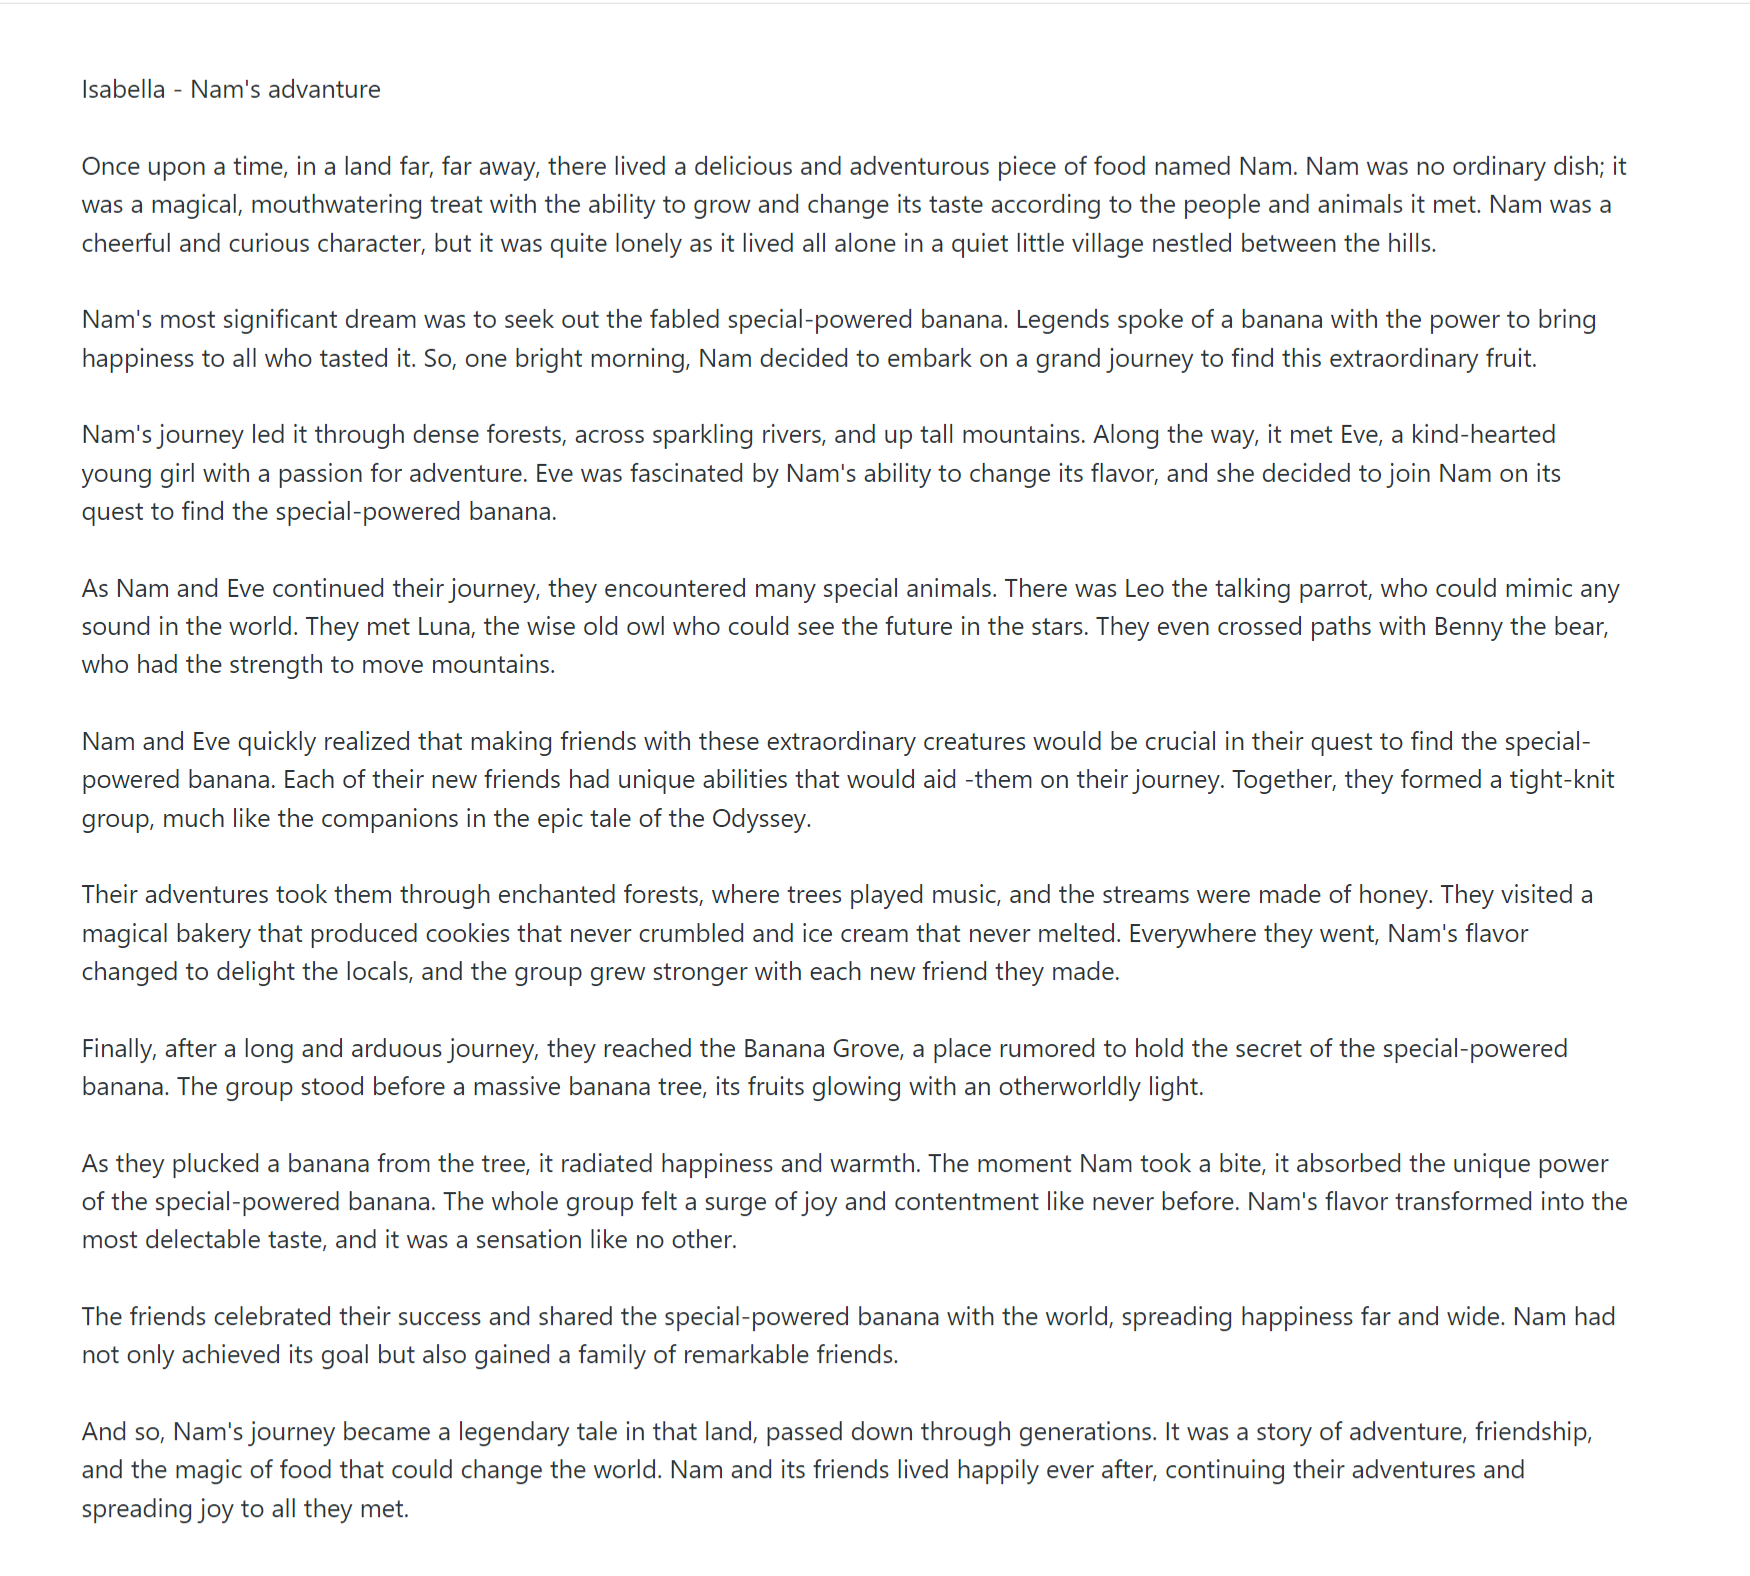 Isabella - Nam's advanture
Once upon a time, in a land far, far away, there lived a delicious and adventurous piece of food named Nam. Nam was no ordinary dish; it
was a magical, mouthwatering treat with the ability to grow and change its taste according to the people and animals it met. Nam was a
cheerful and curious character, but it was quite lonely as it lived all alone in a quiet little village nestled between the hills.
Nam's most significant dream was to seek out the fabled special-powered banana. Legends spoke of a banana with the power to bring
happiness to all who tasted it. So, one bright morning, Nam decided to embark on a grand journey to find this extraordinary fruit.
Nam's journey led it through dense forests, across sparkling rivers, and up tall mountains. Along the way, it met Eve, a kind-hearted
young girl with a passion for adventure. Eve was fascinated by Nam's ability to change its flavor, and she decided to join Nam on its
quest to find the special-powered banana.
As Nam and Eve continued their journey, they encountered many special animals. There was Leo the talking parrot, who could mimic any
sound in the world. They met Luna, the wise old owl who could see the future in the stars. They even crossed paths with Benny the bear,
who had the strength to move mountains.
Nam and Eve quickly realized that making friends with these extraordinary creatures would be crucial in their quest to find the special-
powered banana. Each of their new friends had unique abilities that would aid -them on their journey. Together, they formed a tight-knit
group, much like the companions in the epic tale of the Odyssey.
Their adventures took them through enchanted forests, where trees played music, and the streams were made of honey. They visited a
magical bakery that produced cookies that never crumbled and ice cream that never melted. Everywhere they went, Nam's flavor
changed to delight the locals, and the group grew stronger with each new friend they made.
Finally, after a long and arduous journey, they reached the Banana Grove, a place rumored to hold the secret of the special-powered
banana. The group stood before a massive banana tree, its fruits glowing with an otherworldly light.
As they plucked a banana from the tree, it radiated happiness and warmth. The moment Nam took a bite, it absorbed the unique power
of the special-powered banana. The whole group felt a surge of joy and contentment like never before. Nam's flavor transformed into the
most delectable taste, and it was a sensation like no other.
The friends celebrated their success and shared the special-powered banana with the world, spreading happiness far and wide. Nam had
not only achieved its goal but also gained a family of remarkable friends.
And so, Nam's journey became a legendary tale in that land, passed down through generations. It was a story of adventure, friendship,
and the magic of food that could change the world. Nam and its friends lived happily ever after, continuing their adventures and
spreading joy to all they met.